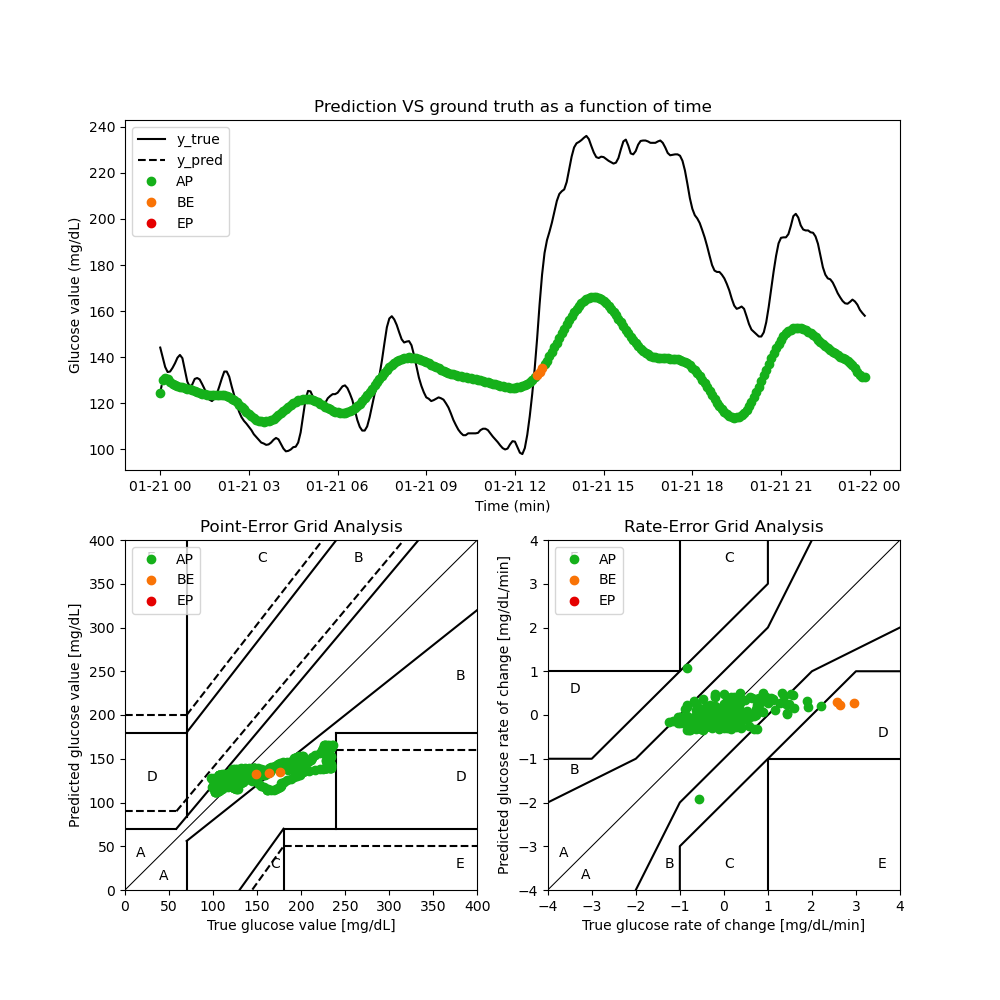 Prediction VS ground truth as a function of time
Glucose value (mg/dL)
240
220
200
180
160
140
120
100
y_true
y_pred
AP
BE
EP
01-21 00
01-21 03
01-21 06
01-21 09
01-21 12
01-21 15
01-21 18
01-21 21
01-22 00
Time (min)
Point-Error Grid Analysis
Predicted glucose value [mg/dL]
400
350
300
250
200
150
100
50
0
AP
BE
EP
C
B
B
D
D
A
A
C
E
0
50
100
150
200
250
300
350
400
True glucose value [mg/dL]
Rate-Error Grid Analysis
Predicted glucose rate of change [mg/dL/min]
4
3
2
1
0
−1
−2
−3
−4
AP
BE
EP
C
D
D
B
A
A
B
C
E
−4
−3
−2
−1
0
1
2
3
4
True glucose rate of change [mg/dL/min]